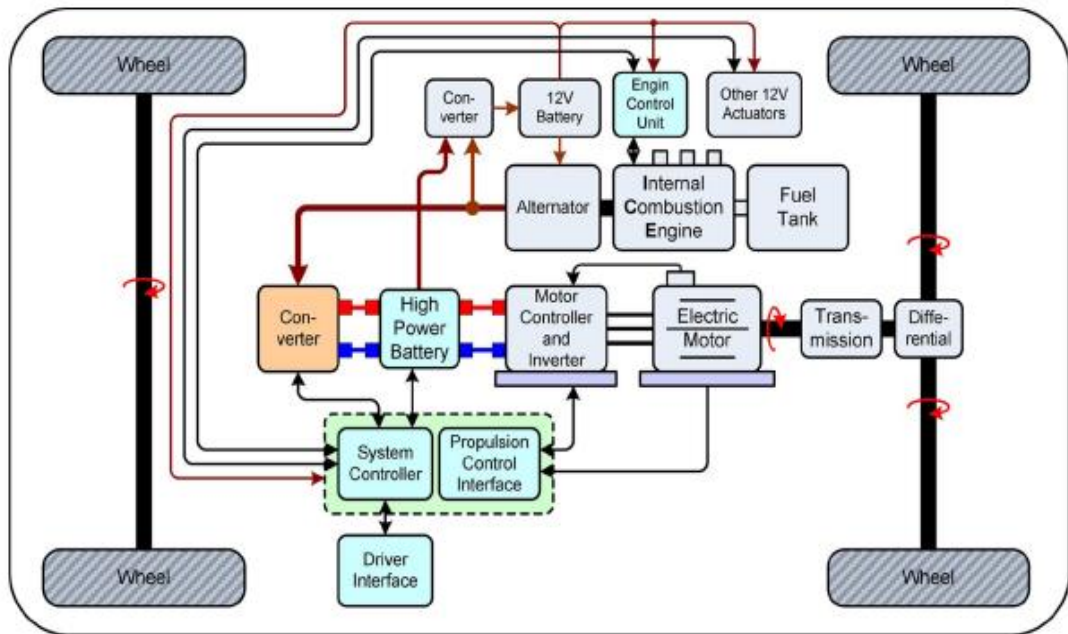 Wheel
Wheel
Con-
verter
12V
Battery
Engin
Control
Unit
Other 12V
Actuators
Alternator
Internal
Combustion
Engine
Fuel
Tank
Con-
verter
High
Power
Battery
Motor
Controller
and
Inverter
Electric
Motor
Trans-
mission
Diffe-
rential
System
Controller
Propulsion
Control
Interface
Driver
Interface
Wheel
Wheel